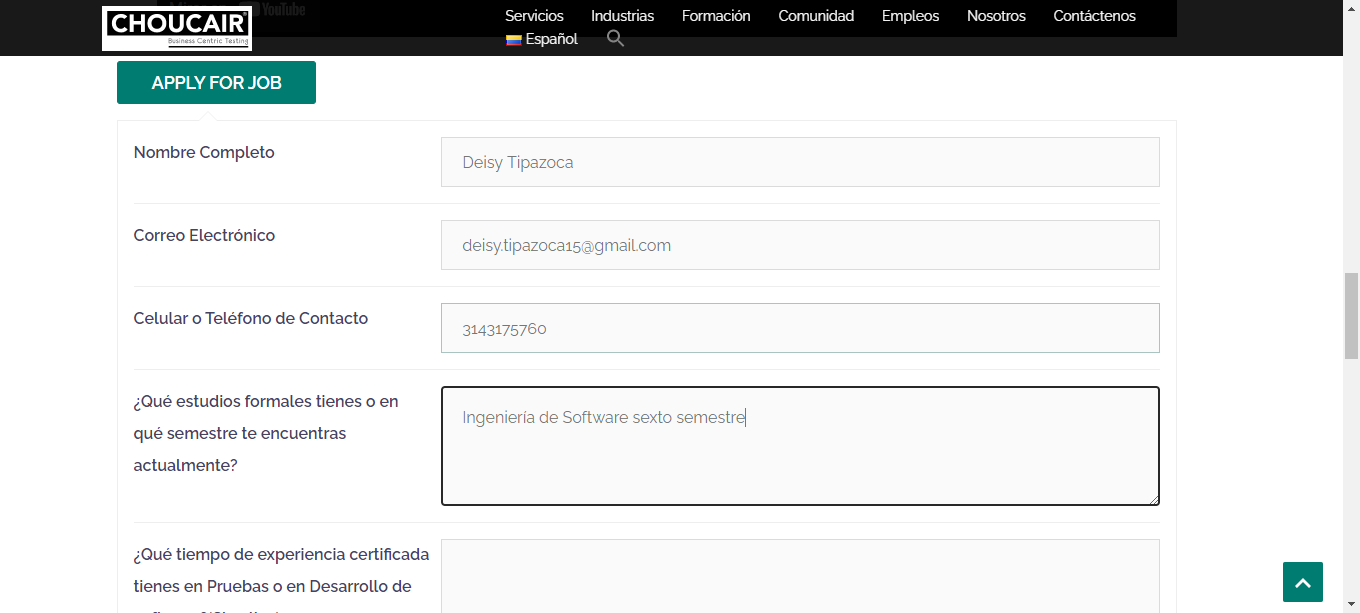 YouTube
CHOUCAIR
Business Centric Testing
Servicios Industrias Formación Comunidad Empleos Nosotros Contáctenos
Español
APPLY FOR JOB
Nombre Completo
Deisy Tipazoca
Correo Electrónico
deisy.tipazoca15@gmail.com
Celular o Teléfono de Contacto
3143175760
¿Qué estudios formales tienes o en
qué semestre te encuentras
actualmente?
Ingeniería de Software sexto semestre
¿Qué tiempo de experiencia certificada
tienes en Pruebas o en Desarrollo de